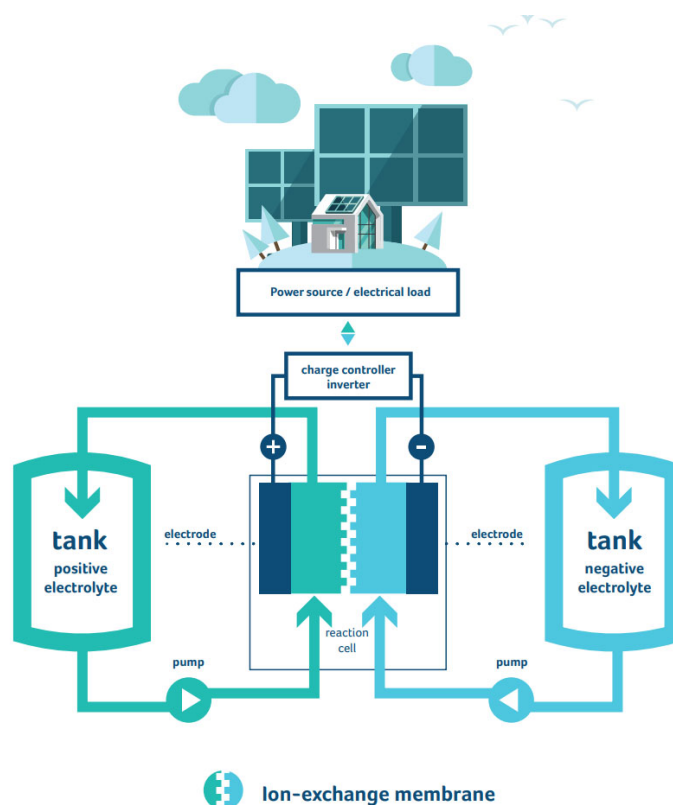 Power source / electrical load
charge controller
inverter
+
-
tank
positive
electrolyte
electrode
electrode
tank
negative
electrolyte
reaction
cell
pump
pump
Ion-exchange membrane